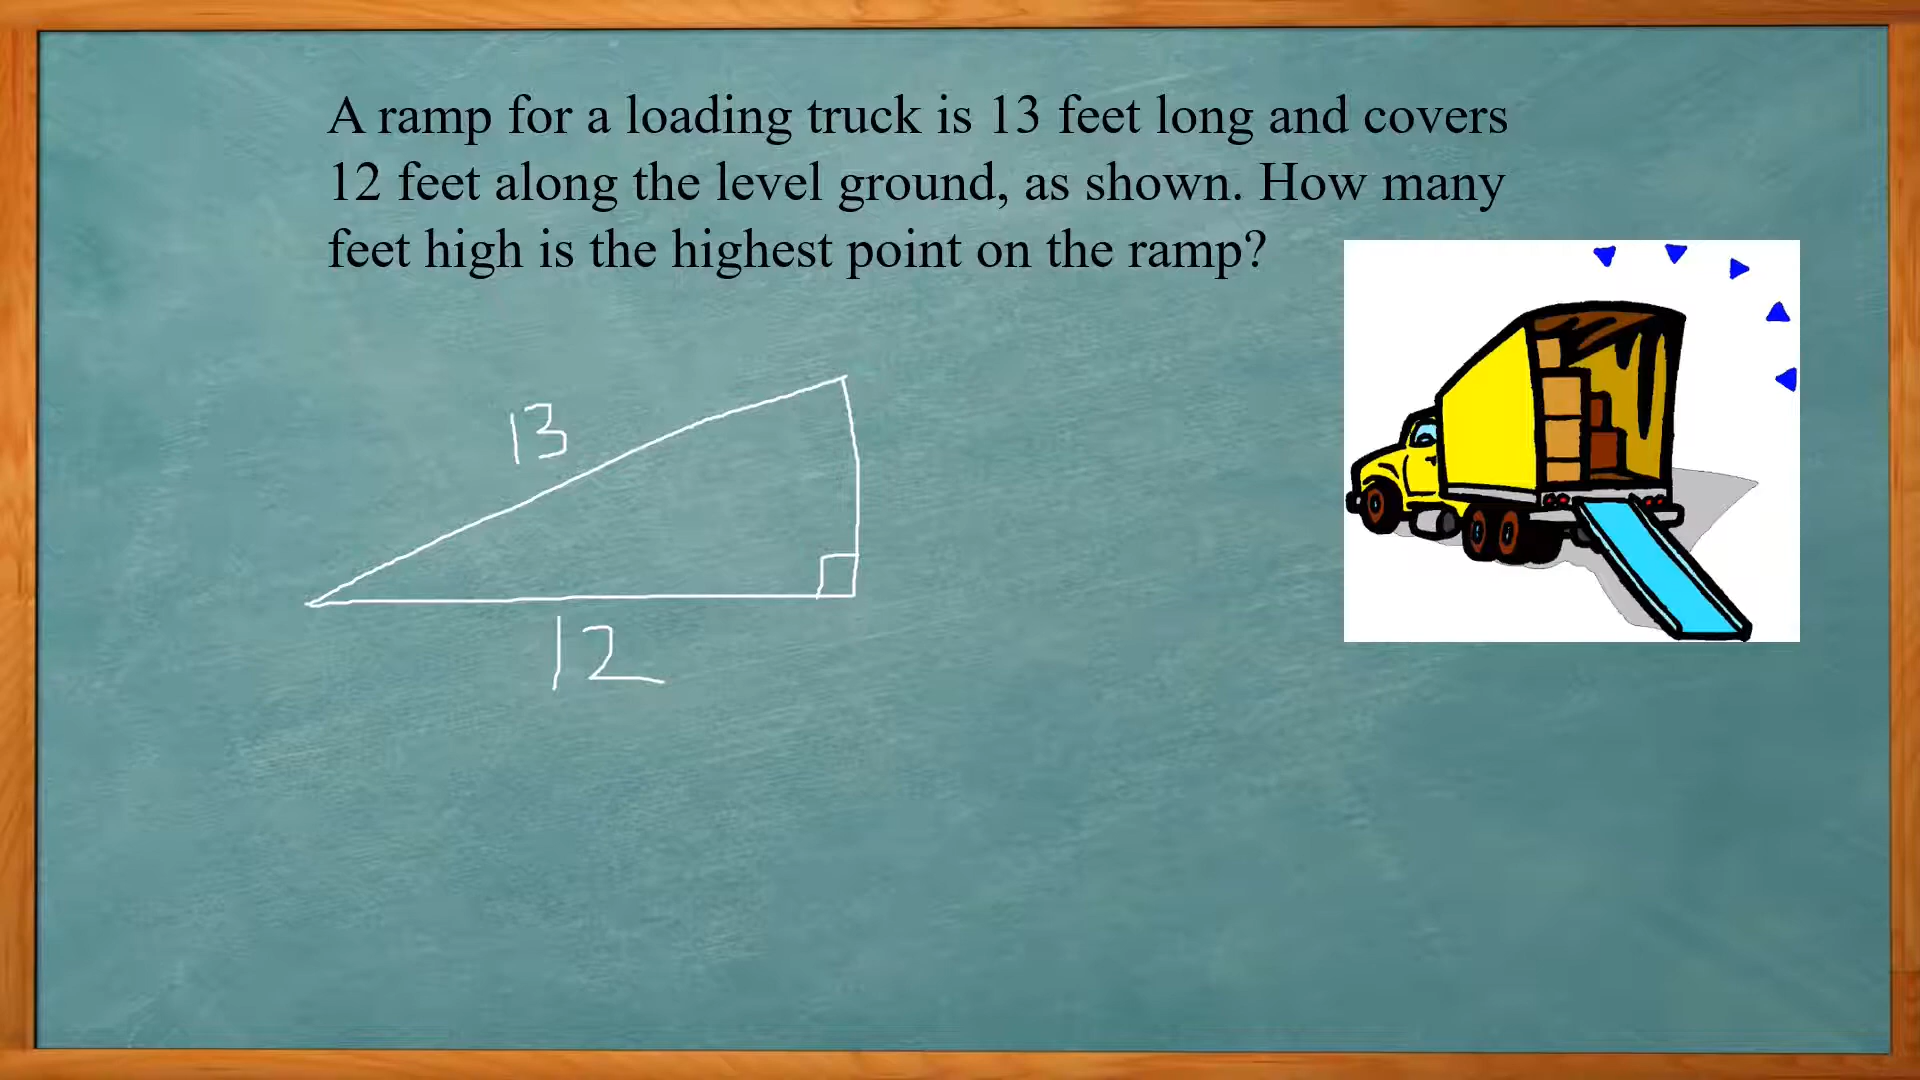 A ramp for a loading truck is 13 feet long and covers
12 feet along the level ground, as shown. How many
feet high is the highest point on the ramp?
13
12